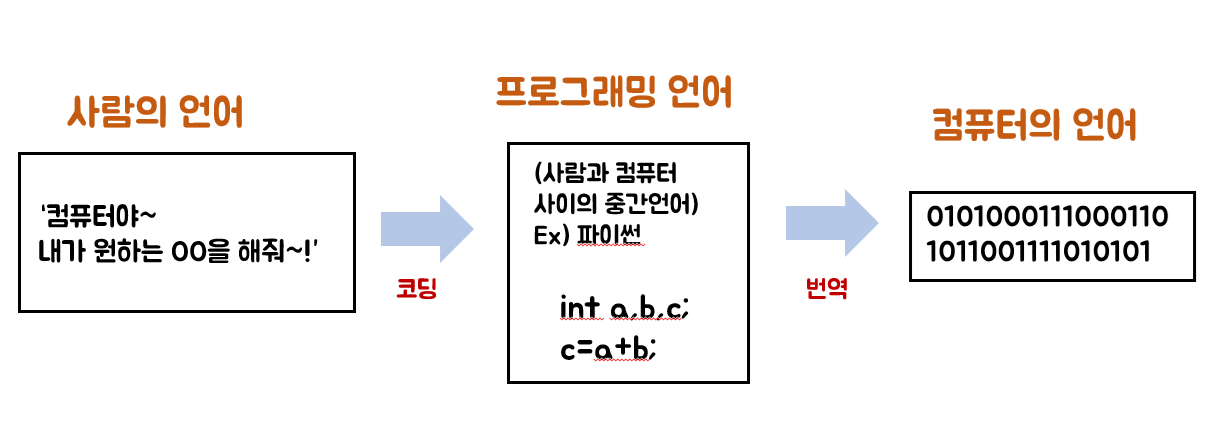 사람의 언어
'컴퓨터야~
내가 원하는 OO을 해줘~!'
코딩
프로그래밍 언어
(사람과 컴퓨터
사이의 중간언어)
Ex) 파이썬
int a,b,c;
c=a+b;
번역
컴퓨터의 언어
0101000111000110
1011001111010101